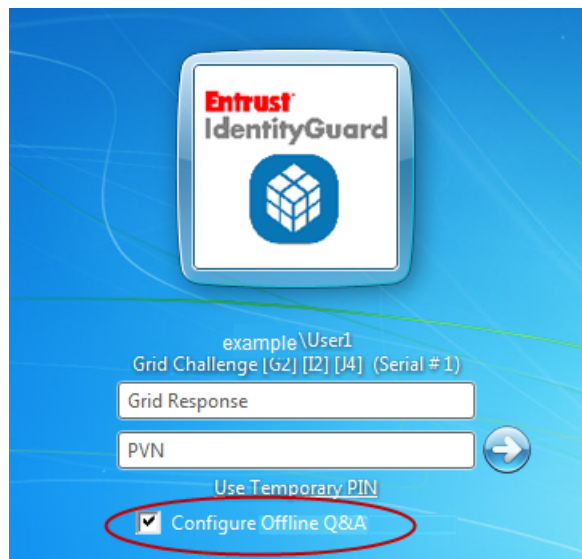 Entrust
IdentityGuard
example\User1
Grid Challenge [G2] [I2] [J4] (Serial # 1)
Grid Response
PVN
Use Temporary PIN
Configure Offline Q&A